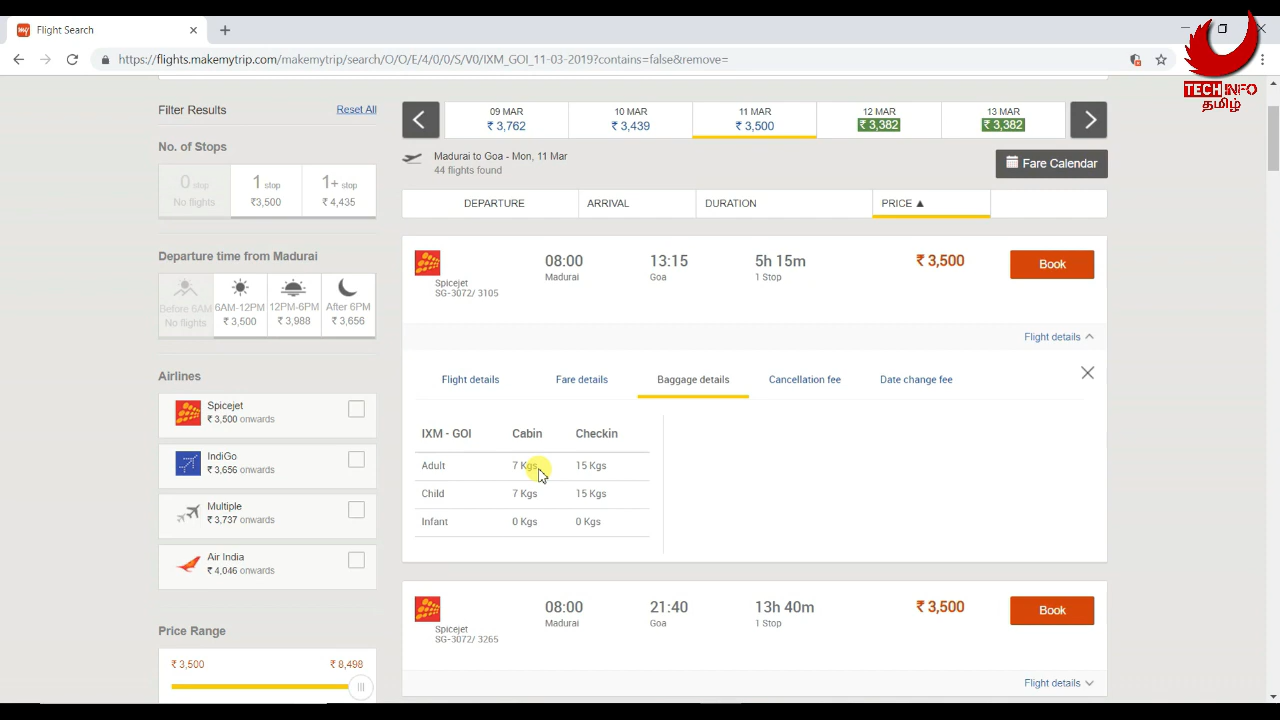 Flight Search
https://flights.makemytrip.com/makemytrip/search/O/O/E/4/0/0/S/V0/IXM_GOI_11-03-2019?contains=false&remove=
TECH INFO
தமிழ்
Filter Results
Reset All
No. of Stops
0 stop
No flights
1 stop
₹3,500
1+ stop
₹ 4,435
Departure time from Madurai
Before 6AM
No flights
6AM-12PM
₹ 3,500
12PM-6PM
₹ 3,988
After 6PM
₹ 3,656
Airlines
Spicejet
₹ 3,500 onwards
IndiGo
₹ 3,656 onwards
Multiple
₹ 3,737 onwards
Air India
₹ 4,046 onwards
Price Range
₹ 3,500
₹ 8,498
09 MAR
₹ 3,762
10 MAR
₹ 3,439
11 MAR
₹ 3,500
12 MAR
₹ 3,382
13 MAR
₹ 3,382
Madurai to Goa - Mon, 11 Mar
44 flights found
Fare Calendar
DEPARTURE
ARRIVAL
DURATION
PRICE ▲
08:00
Madurai
13:15
Goa
5h 15m
1 Stop
₹ 3,500
Book
Spicejet
SG-3072/ 3105
Flight details
Flight details
Fare details
Baggage details
Cancellation fee
Date change fee
IXM - GOI Cabin Checkin
Adult 7 Kgs 15 Kgs
Child 7 Kgs 15 Kgs
Infant 0 Kgs 0 Kgs
08:00
Madurai
21:40
Goa
13h 40m
1 Stop
₹ 3,500
Book
Spicejet
SG-3072/ 3265
Flight details